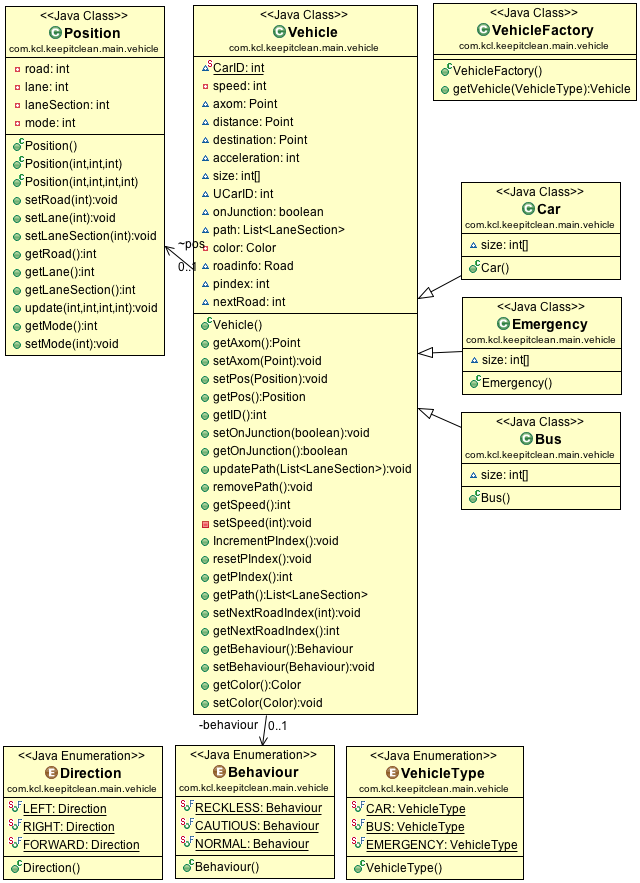 <<Java Class>>
Position
com.kcl.keepitclean.main.vehicle
road: int
lane: int
laneSection: int
mode: int
Position()
Position(int,int,int)
Position(int,int,int,int)
setRoad(int):void
setLane(int):void
setLaneSection(int):void
getRoad():int
getLane():int
getLaneSection():int
update(int,int,int,int):void
getMode():int
setMode(int):void
~pos
0..1
<<Java Class>>
Vehicle
com.kcl.keepitclean.main.vehicle
CarID: int
speed: int
axom: Point
distance: Point
destination: Point
acceleration: int
size: int[]
UCarID: int
onJunction: boolean
path: List<LaneSection>
color: Color
roadinfo: Road
pindex: int
nextRoad: int
Vehicle()
getAxom():Point
setAxom(Point):void
setPos(Position):void
getPos():Position
getID():int
setOnJunction(boolean):void
getOnJunction():boolean
updatePath(List<LaneSection>):void
removePath():void
getSpeed():int
setSpeed(int):void
IncrementPIndex():void
resetPIndex():void
getPIndex():int
getPath():List<LaneSection>
setNextRoadIndex(int):void
getNextRoadIndex():int
getBehaviour():Behaviour
setBehaviour(Behaviour):void
getColor():Color
setColor(Color):void
-behaviour
0..1
<<Java Class>>
VehicleFactory
com.kcl.keepitclean.main.vehicle
VehicleFactory()
getVehicle(VehicleType):Vehicle
<<Java Class>>
Car
com.kcl.keepitclean.main.vehicle
size: int[]
Car()
<<Java Class>>
Emergency
com.kcl.keepitclean.main.vehicle
size: int[]
Emergency()
<<Java Class>>
Bus
com.kcl.keepitclean.main.vehicle
size: int[]
Bus()
<<Java Enumeration>>
Direction
com.kcl.keepitclean.main.vehicle
LEFT: Direction
RIGHT: Direction
FORWARD: Direction
Direction()
<<Java Enumeration>>
Behaviour
com.kcl.keepitclean.main.vehicle
RECKLESS: Behaviour
CAUTIOUS: Behaviour
NORMAL: Behaviour
Behaviour()
<<Java Enumeration>>
VehicleType
com.kcl.keepitclean.main.vehicle
CAR: VehicleType
BUS: VehicleType
EMERGENCY: VehicleType
VehicleType()